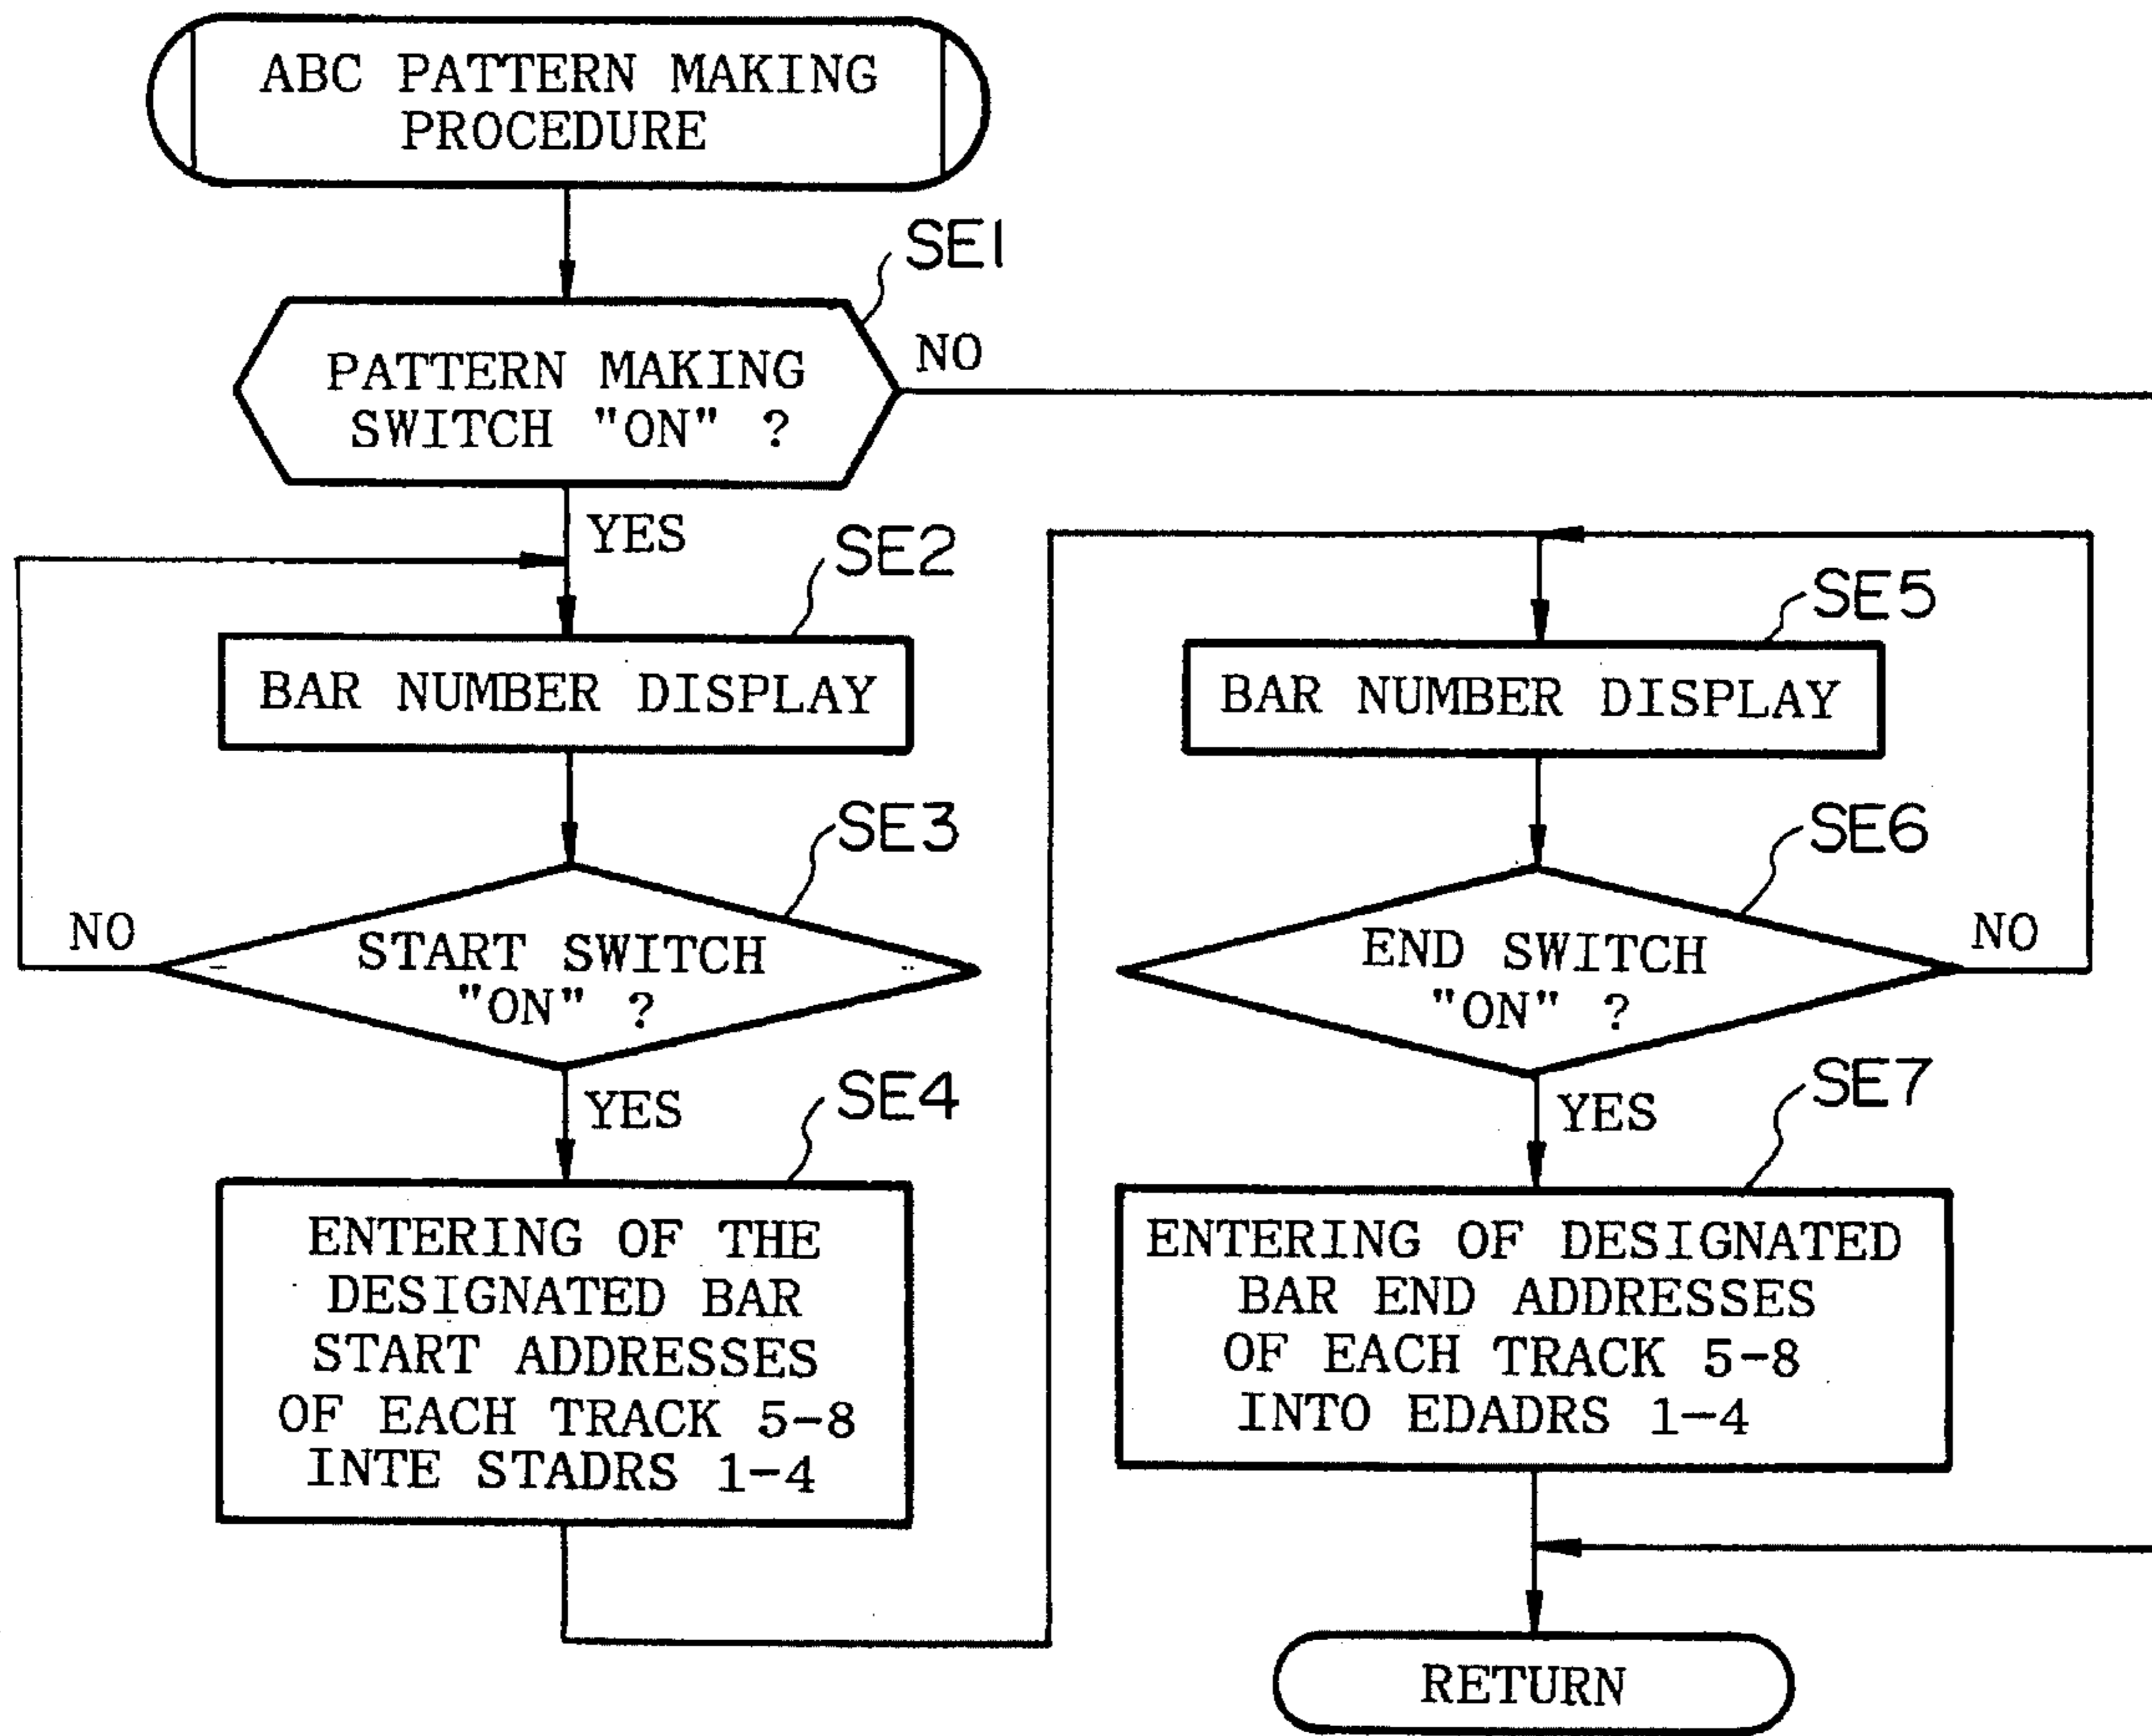 ABC PATTERN MAKING
PROCEDURE
SE1
PATTERN MAKING
SWITCH "ON" ?
NO
YES
SE2
BAR NUMBER DISPLAY
SE3
START SWITCH
"ON" ?
NO
YES
SE4
ENTERING OF THE
DESIGNATED BAR
START ADDRESSES
OF EACH TRACK 5-8
INTE STADRS 1-4
SE5
BAR NUMBER DISPLAY
SE6
END SWITCH
"ON" ?
NO
YES
SE7
ENTERING OF DESIGNATED
BAR END ADDRESSES
OF EACH TRACK 5-8
INTO EDADRS 1-4
RETURN